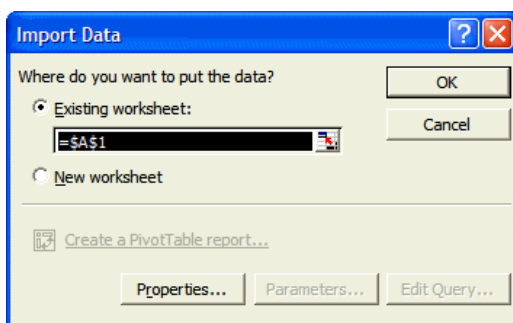 Import Data
Where do you want to put the data?
Existing worksheet:
=$A$1
New worksheet
Create a PivotTable report...
Properties...
Parameters...
Edit Query...
OK
Cancel